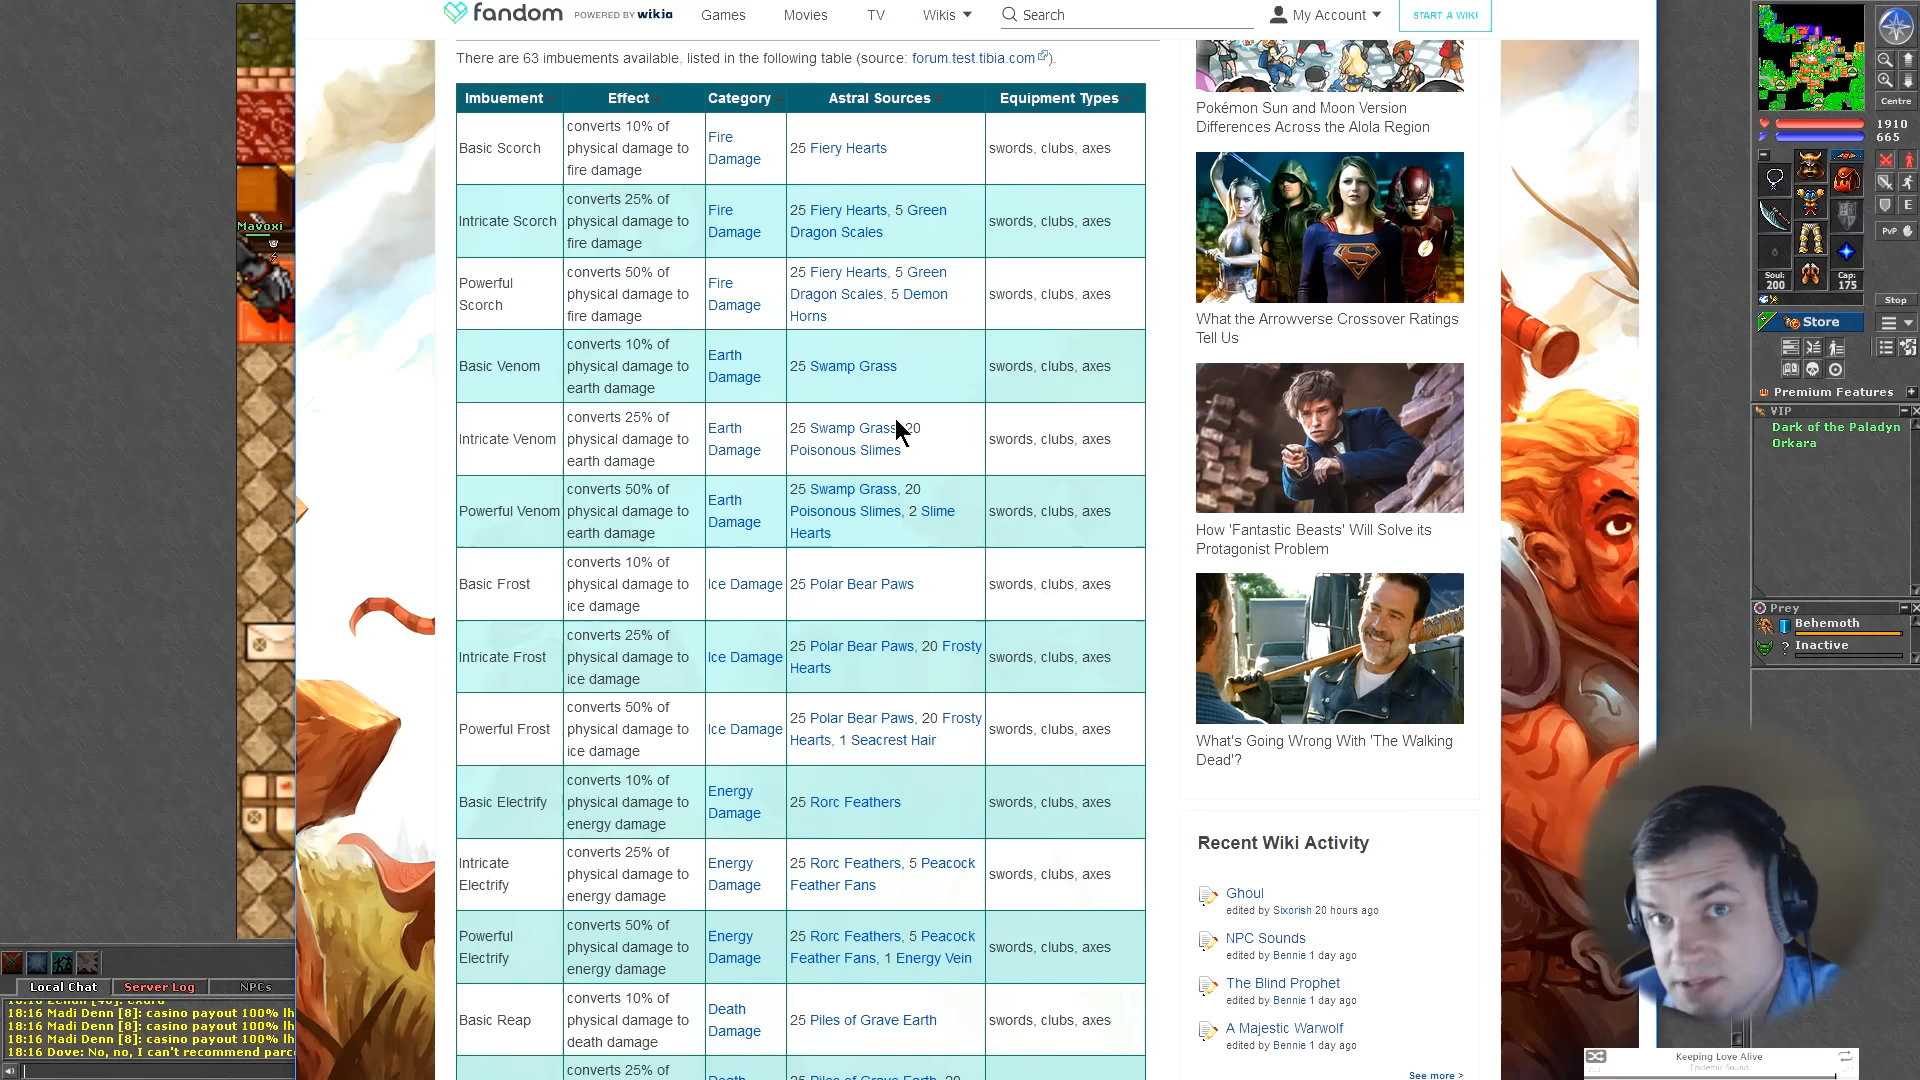 fandom POWERED BY wikia Games Movies TV Wikis Search My Account START A WIKI
There are 63 imbuements available, listed in the following table (source: forum.test.tibia.com).
Imbuement Effect Category Astral Sources Equipment Types
Basic Scorch
converts 10% of
physical damage to
fire damage
Fire
Damage
25 Fiery Hearts
swords, clubs, axes
Intricate Scorch
converts 25% of
physical damage to
fire damage
Fire
Damage
25 Fiery Hearts, 5 Green
Dragon Scales
swords, clubs, axes
Powerful
Scorch
converts 50% of
physical damage to
fire damage
Fire
Damage
25 Fiery Hearts, 5 Green
Dragon Scales, 5 Demon
Horns
swords, clubs, axes
Basic Venom
converts 10% of
physical damage to
earth damage
Earth
Damage
25 Swamp Grass
swords, clubs, axes
Intricate Venom
converts 25% of
physical damage to
earth damage
Earth
Damage
25 Swamp Grass 20
Poisonous Slimes
swords, clubs, axes
Powerful Venom
converts 50% of
physical damage to
earth damage
Earth
Damage
25 Swamp Grass, 20
Poisonous Slimes, 2 Slime
Hearts
swords, clubs, axes
Basic Frost
converts 10% of
physical damage to
ice damage
Ice Damage
25 Polar Bear Paws
swords, clubs, axes
Intricate Frost
converts 25% of
physical damage to
ice damage
Ice Damage
25 Polar Bear Paws, 20 Frosty
Hearts
swords, clubs, axes
Powerful Frost
converts 50% of
physical damage to
ice damage
Ice Damage
25 Polar Bear Paws, 20 Frosty
Hearts, 1 Seacrest Hair
swords, clubs, axes
Basic Electrify
converts 10% of
physical damage to
energy damage
Energy
Damage
25 Rorc Feathers
swords, clubs, axes
Intricate
Electrify
converts 25% of
physical damage to
energy damage
Energy
Damage
25 Rorc Feathers, 5 Peacock
Feather Fans
swords, clubs, axes
Powerful
Electrify
converts 50% of
physical damage to
energy damage
Energy
Damage
25 Rorc Feathers, 5 Peacock
Feather Fans, 1 Energy Vein
swords, clubs, axes
Basic Reap
converts 10% of
physical damage to
death damage
Death
Damage
25 Piles of Grave Earth
swords, clubs, axes
converts 25% of
Death
25 Piles of Grave Earth, 20
Pokémon Sun and Moon Version
Differences Across the Alola Region
What the Arrowverse Crossover Ratings
Tell Us
How 'Fantastic Beasts' Will Solve its
Protagonist Problem
What's Going Wrong With 'The Walking
Dead'?
Recent Wiki Activity
Ghoul
edited by Sixorish 20 hours ago
NPC Sounds
edited by Bennie 1 day ago
The Blind Prophet
edited by Bennie 1 day ago
A Majestic Warwolf
edited by Bennie 1 day ago
See more >
Mavoxi
Local Chat Server Log NPCs
18:16 Madi Denn [8]: casino payout 100% lh
18:16 Madi Denn [8]: casino payout 100% lh
18:16 Madi Denn [8]: casino payout 100% lh
18:16 Dove: No, no, I can't recommend parc
Centre
1910
665
E
PvP
Soul:
200
Cap:
175
Stop
Store
Premium Features
VIP
Dark of the Paladyn
Orkara
Prey
Behemoth
? Inactive
Keeping Love Alive
Epidemic Sound